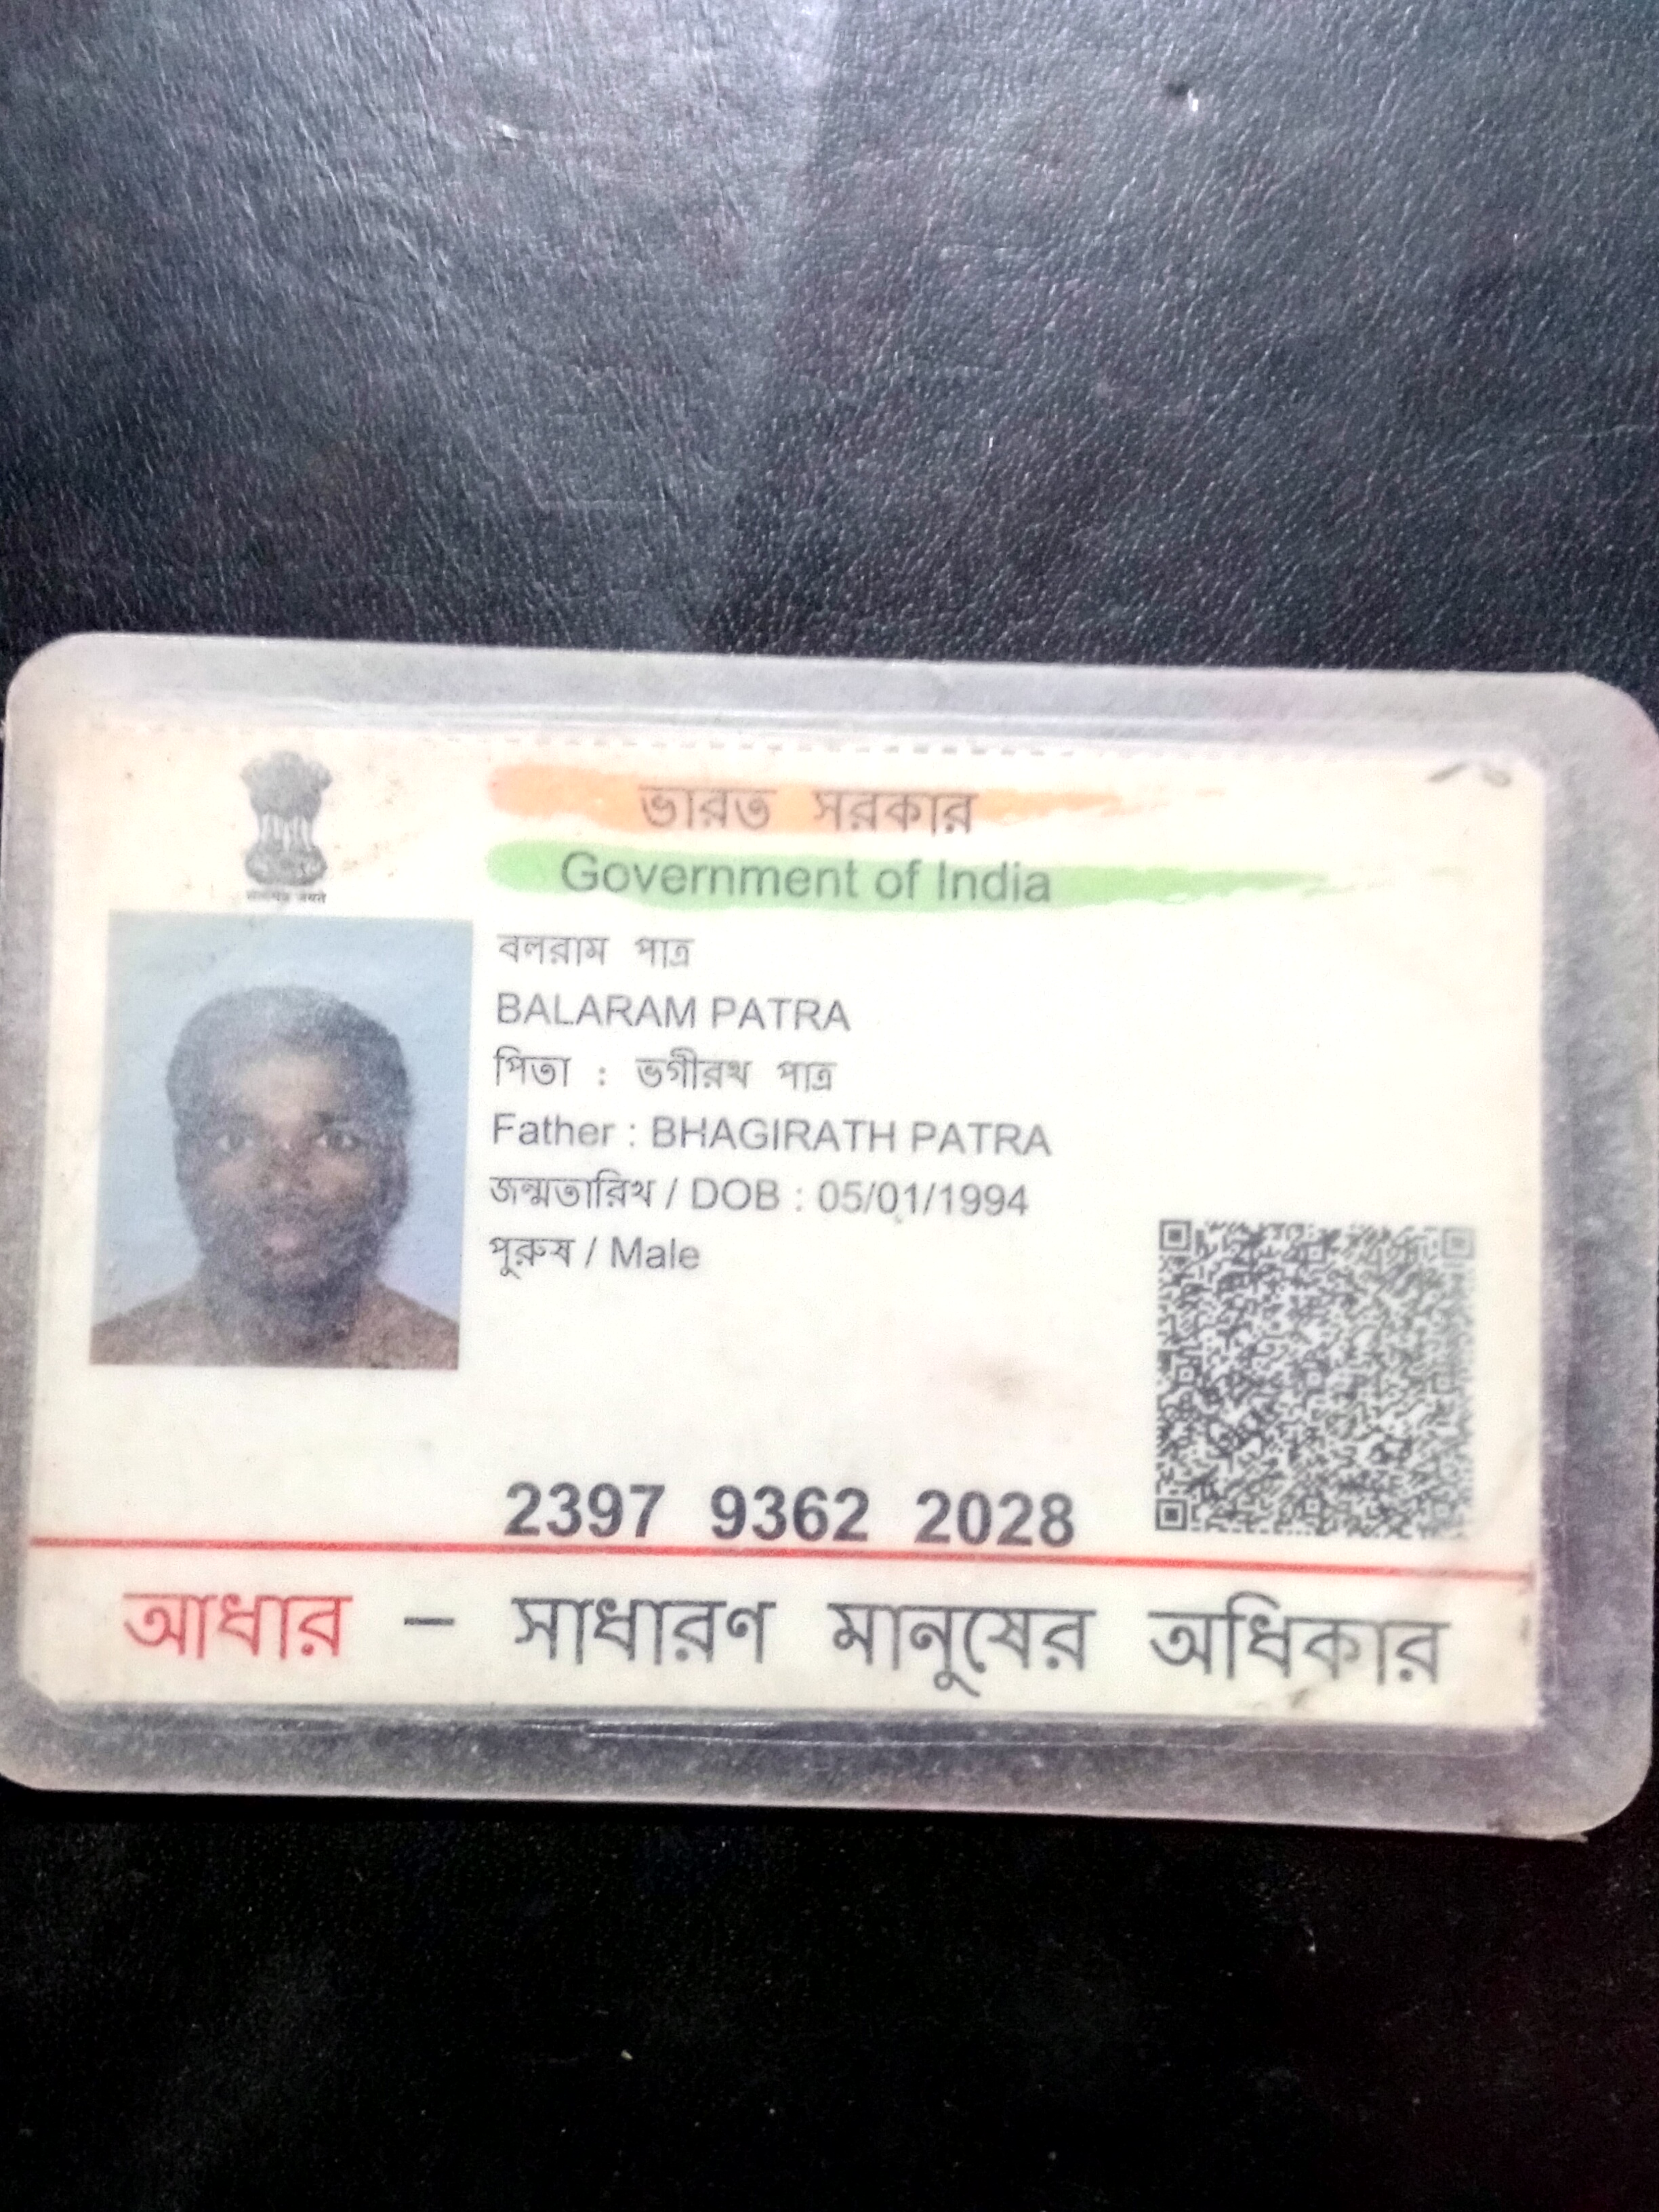 ভারত সরকার
Government of India
বলরাম পাত্র
BALARAM PATRA
পিতা : ভগীরথ পাত্র
Father : BHAGIRATH PATRA
জন্মতারিখ / DOB : 05/01/1994
পুরুষ / Male
2397 9362 2028
আধার – সাধারণ মানুষের অধিকার